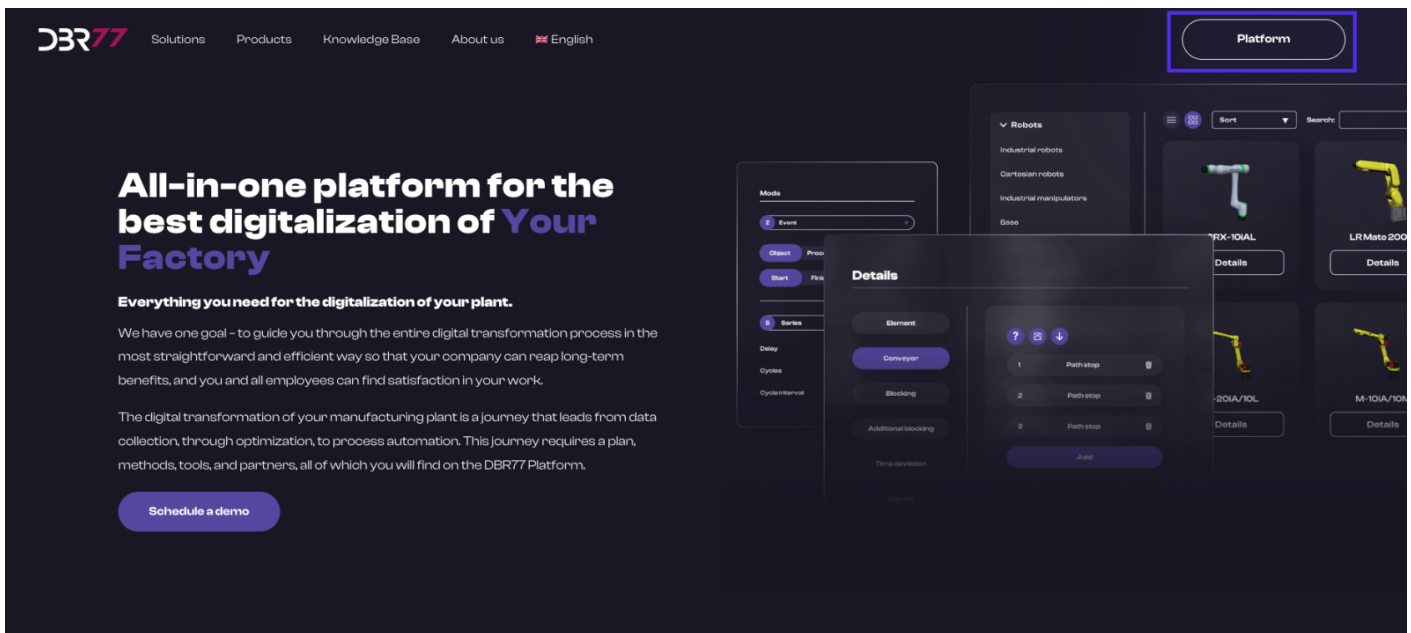 DBR77
Solutions
Products
Knowledge Base
About us
English
Platform
All-in-one platform for the
best digitalization of Your
Factory
Everything you need for the digitalization of your plant.
We have one goal – to guide you through the entire digital transformation process in the
most straightforward and efficient way so that your company can reap long-term
benefits, and you and all employees can find satisfaction in your work.
The digital transformation of your manufacturing plant is a journey that leads from data
collection, through optimization, to process automation. This journey requires a plan,
methods, tools, and partners, all of which you will find on the DBR77 Platform.
Schedule a demo
Mode
Z Event
Object
Start
S Series
Delay
Cycles
Cycle interval
Robots
Industrial robots
Cartesian robots
Industrial manipulators
Base
Sort
Search:
RX-10iAL
Details
LR Mate 200
Details
-20iA/10L
Details
M-10iA/10M
Details
Details
Element
Conveyor
Blocking
Additional blocking
Time deviation
?
1 Path stop
2 Path stop
3 Path stop
Add